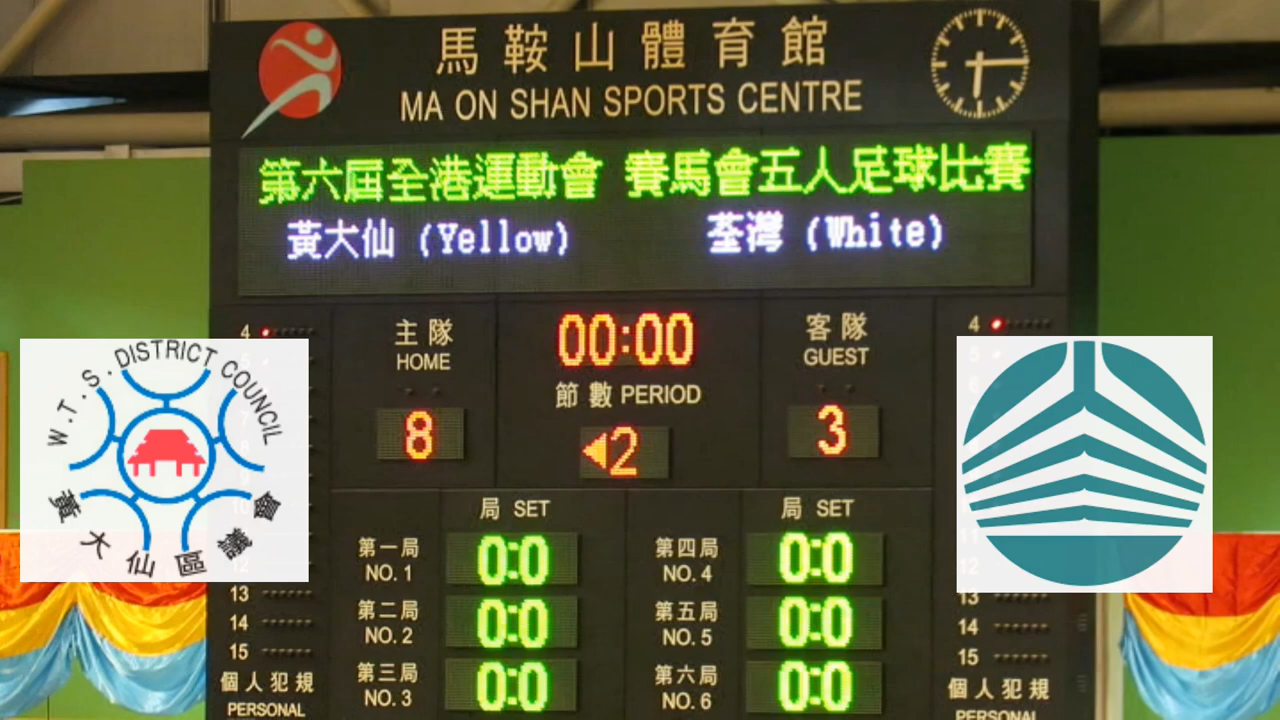 馬鞍山體育館
MA ON SHAN SPORTS CENTRE
第六屆全港運動會 賽馬會五人足球比賽
黃大仙 (Yellow) 荃灣 (White)
主隊
HOME
00:00
客隊
GUEST
節數 PERIOD
8
2
3
4
4
局 SET
局 SET
第一局
NO. 1
0:0
第四局
NO. 4
0:0
第二局
NO. 2
0:0
第五局
NO. 5
0:0
第三局
NO. 3
0:0
第六局
NO. 6
0:0
W.T.S. DISTRICT COUNCIL
黃大仙區議會
13
14
15
個人犯規
PERSONAL
13
14
15
個人犯規
PERSONAL